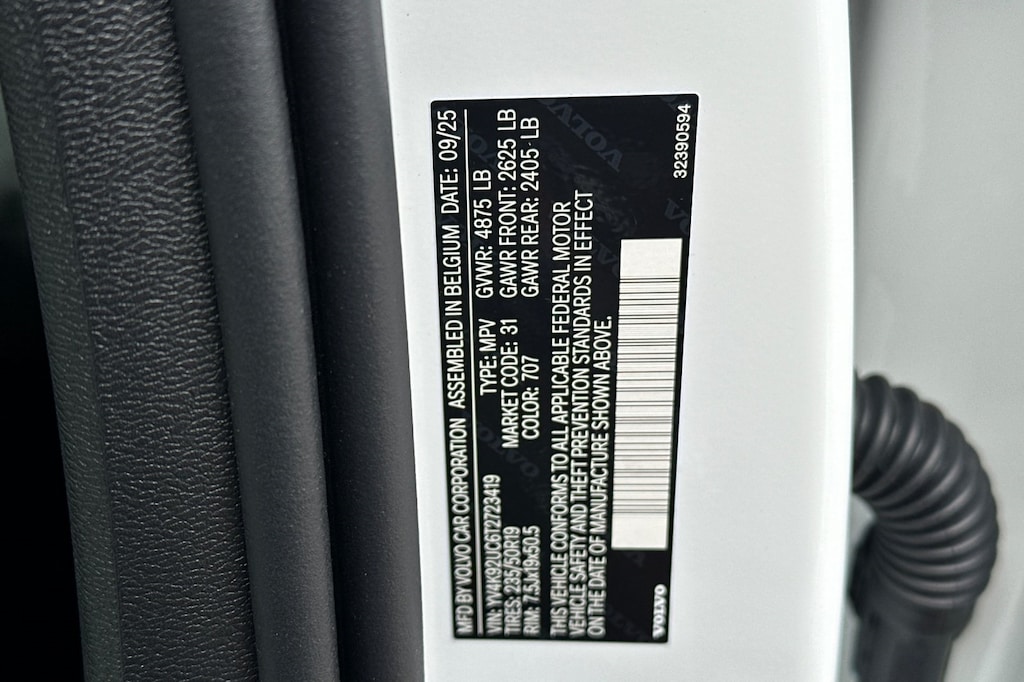 MFD BY VOLVO CAR CORPORATION ASSEMBLED IN BELGIUM DATE: 09/25
VIN: YV4K92UC6T2723419 TYPE: MPV GVWR: 4875 LB
TIRES: 235/50R19 MARKET CODE: 31 GAWR FRONT: 2625 LB
RIM: 7.5Jx19x50.5 COLOR: 707 GAWR REAR: 2405 LB
THIS VEHICLE CONFORMS TO ALL APPLICABLE FEDERAL MOTOR
VEHICLE SAFETY AND THEFT PREVENTION STANDARDS IN EFFECT
ON THE DATE OF MANUFACTURE SHOWN ABOVE.
VOLVO
32390594